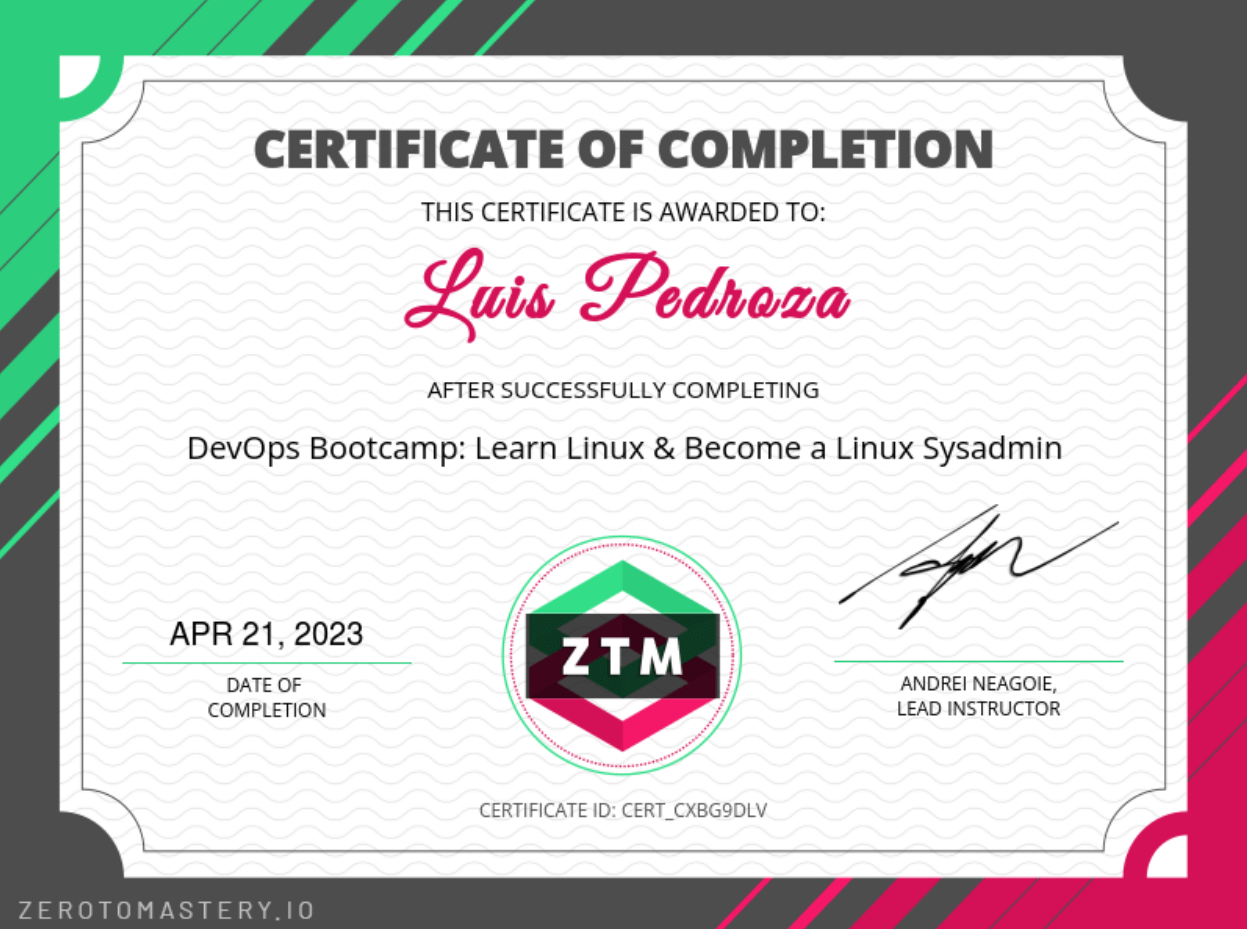 CERTIFICATE OF COMPLETION
THIS CERTIFICATE IS AWARDED TO:
Luis Pedroza
AFTER SUCCESSFULLY COMPLETING
DevOps Bootcamp: Learn Linux & Become a Linux Sysadmin
APR 21, 2023
DATE OF
COMPLETION
ZTM
ANDREI NEAGOIE,
LEAD INSTRUCTOR
CERTIFICATE ID: CERT_CXBG9DLV
ZEROTOMASTERY.IO